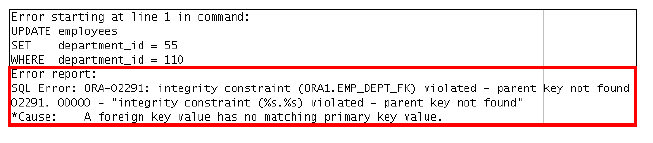 Error starting at line 1 in command:
UPDATE employees
SET department_id = 55
WHERE department_id = 110
Error report:
SQL Error: ORA-02291: integrity constraint (ORA1.EMP_DEPT_FK) violated - parent key not found
02291. 00000 - "integrity constraint (%s.%s) violated - parent key not found"
*Cause: A foreign key value has no matching primary key value.